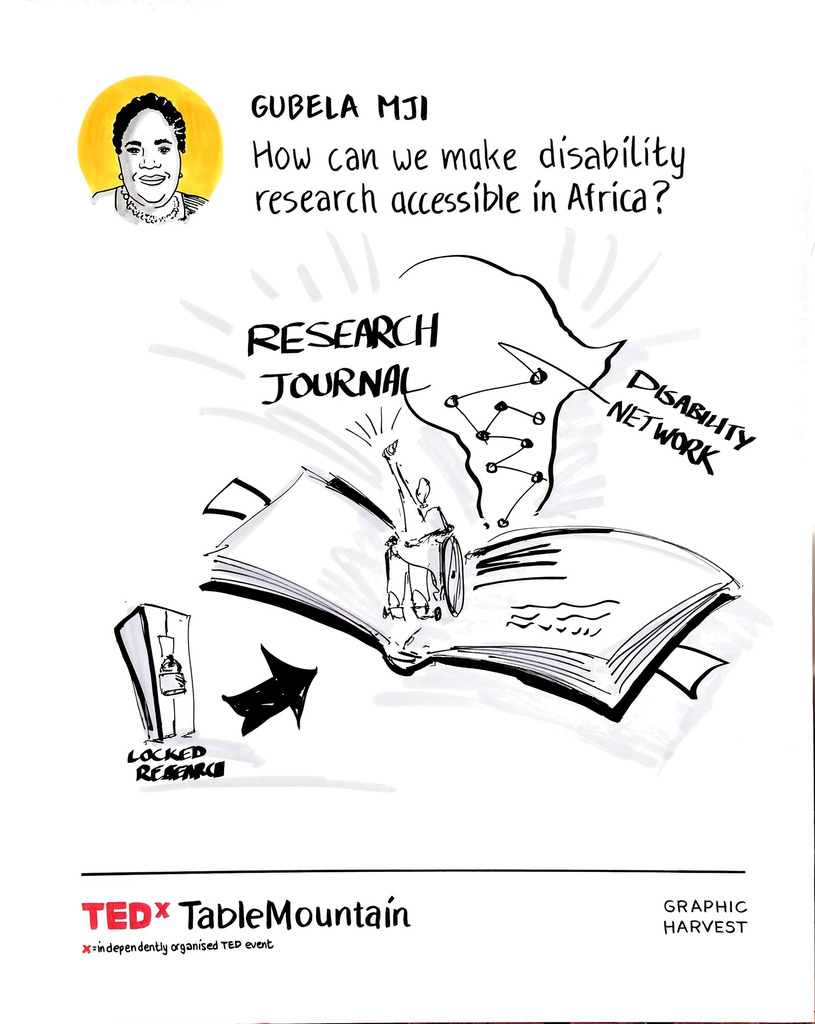 GUBELA MJI
How can we make disability
research accessible in Africa?
RESEARCH
JOURNAL
DISABILITY
NETWORK
LOCKED
RESEARCH
TEDx TableMountain
x=independently organised TED event
GRAPHIC
HARVEST